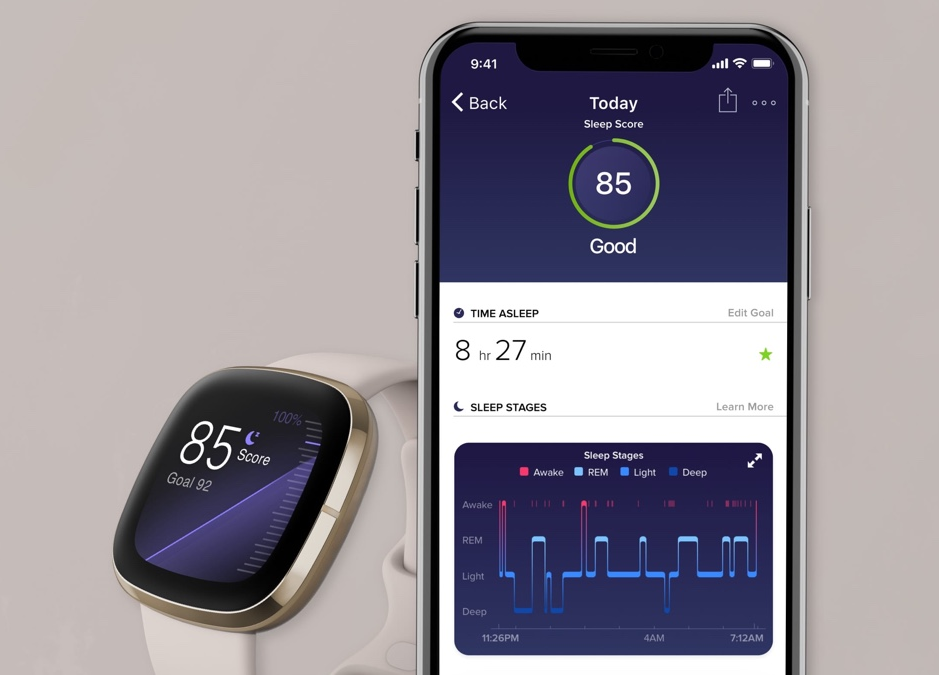 9:41
Back
Today
Sleep Score
85
Good
TIME ASLEEP
Edit Goal
8 hr 27 min
SLEEP STAGES
Learn More
Sleep Stages
Awake REM Light Deep
Awake
REM
Light
Deep
11:26PM 4AM 7:12AM
100%
85 Score
Goal 92